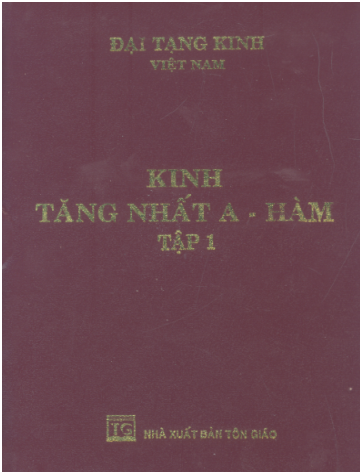 ĐẠI TẠNG KINH
VIỆT NAM
KINH
TĂNG NHẤT A - HÀM
TẬP 1
TG NHÀ XUẤT BẢN TÔN GIÁO